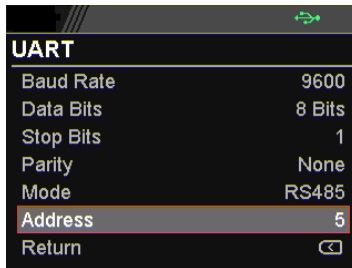 UART
Baud Rate 9600
Data Bits 8 Bits
Stop Bits 1
Parity None
Mode RS485
Address 5
Return